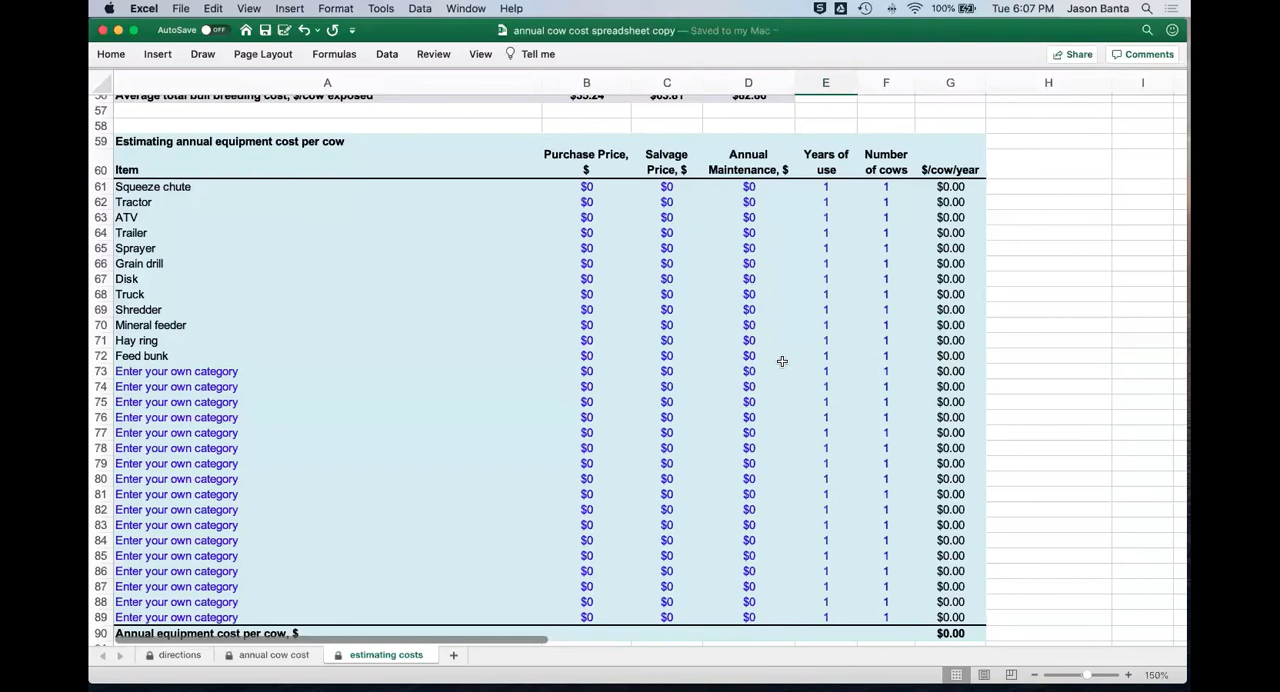 Excel File Edit View Insert Format Tools Data Window Help 100% Tue 6:07 PM Jason Banta
AutoSave OFF annual cow cost spreadsheet copy — Saved to my Mac
Home Insert Draw Page Layout Formulas Data Review View Tell me Share Comments
A B C D E F G H I
56 Average total bull breeding cost, $/cow exposed $55.24 $63.81 $82.86
57
58
59 Estimating annual equipment cost per cow
Purchase Price, Salvage Annual Years of Number
60 Item $ Price, $ Maintenance, $ use of cows $/cow/year
61 Squeeze chute $0 $0 $0 1 1 $0.00
62 Tractor $0 $0 $0 1 1 $0.00
63 ATV $0 $0 $0 1 1 $0.00
64 Trailer $0 $0 $0 1 1 $0.00
65 Sprayer $0 $0 $0 1 1 $0.00
66 Grain drill $0 $0 $0 1 1 $0.00
67 Disk $0 $0 $0 1 1 $0.00
68 Truck $0 $0 $0 1 1 $0.00
69 Shredder $0 $0 $0 1 1 $0.00
70 Mineral feeder $0 $0 $0 1 1 $0.00
71 Hay ring $0 $0 $0 1 1 $0.00
72 Feed bunk $0 $0 $0 1 1 $0.00
73 Enter your own category $0 $0 $0 1 1 $0.00
74 Enter your own category $0 $0 $0 1 1 $0.00
75 Enter your own category $0 $0 $0 1 1 $0.00
76 Enter your own category $0 $0 $0 1 1 $0.00
77 Enter your own category $0 $0 $0 1 1 $0.00
78 Enter your own category $0 $0 $0 1 1 $0.00
79 Enter your own category $0 $0 $0 1 1 $0.00
80 Enter your own category $0 $0 $0 1 1 $0.00
81 Enter your own category $0 $0 $0 1 1 $0.00
82 Enter your own category $0 $0 $0 1 1 $0.00
83 Enter your own category $0 $0 $0 1 1 $0.00
84 Enter your own category $0 $0 $0 1 1 $0.00
85 Enter your own category $0 $0 $0 1 1 $0.00
86 Enter your own category $0 $0 $0 1 1 $0.00
87 Enter your own category $0 $0 $0 1 1 $0.00
88 Enter your own category $0 $0 $0 1 1 $0.00
89 Enter your own category $0 $0 $0 1 1 $0.00
90 Annual equipment cost per cow, $ $0.00
directions annual cow cost estimating costs +
150%